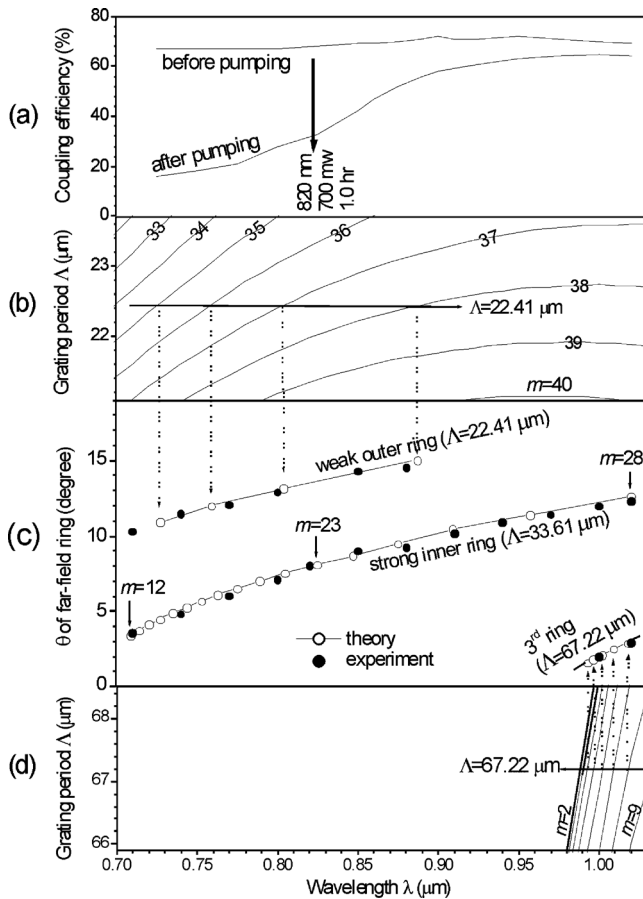 (a)
Coupling efficiency (%)
80
60
40
20
0
before pumping
after pumping
820 nm
700 mw
1.0 hr
(b)
Grating period Λ (μm)
23
22
33
34
35
36
37
38
39
m=40
Λ=22.41 μm
(c)
θ of far-field ring (degree)
15
10
5
0
weak outer ring (Λ=22.41 μm)
m=28
m=23
strong inner ring (Λ=33.61 μm)
m=12
theory
experiment
3rd ring
(Λ=67.22 μm)
(d)
Grating period Λ (μm)
68
67
66
Λ=67.22 μm
m=2
m=9
0.70 0.75 0.80 0.85 0.90 0.95 1.00
Wavelength λ (μm)